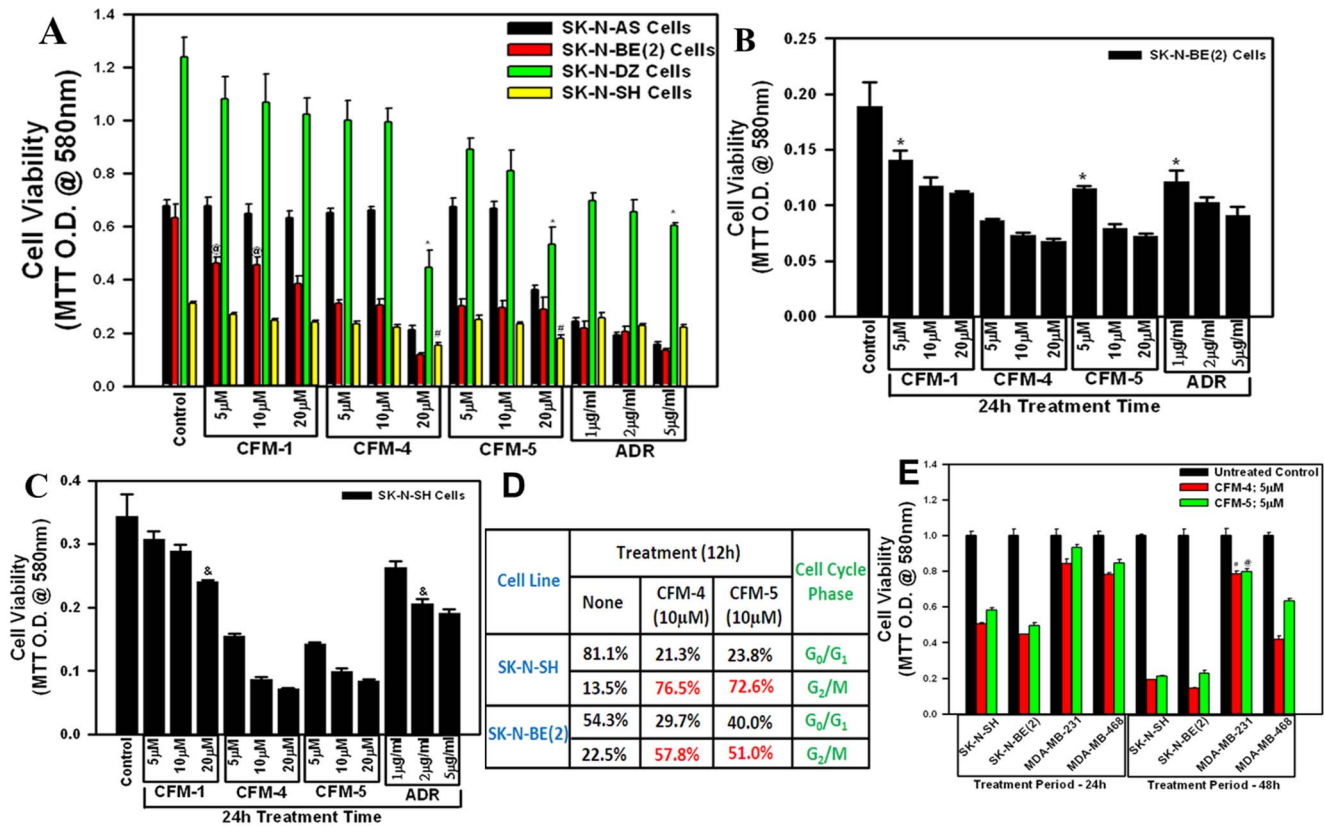 A
Cell Viability
(MTT O.D. @ 580nm)
1.4
1.2
1.0
0.8
0.6
0.4
0.2
0.0
SK-N-AS Cells
SK-N-BE(2) Cells
SK-N-DZ Cells
SK-N-SH Cells
@ @ * # * # *
Control 5µM 10µM 20µM 5µM 10µM 20µM 5µM 10µM 20µM 1µg/ml 2µg/ml 5µg/ml
CFM-1 CFM-4 CFM-5 ADR
B
Cell Viability
(MTT O.D. @ 580nm)
0.25
0.20
0.15
0.10
0.05
0.00
SK-N-BE(2) Cells
* * *
Control 5µM 10µM 20µM 5µM 10µM 20µM 5µM 10µM 20µM 1µg/ml 2µg/ml 5µg/ml
CFM-1 CFM-4 CFM-5 ADR
24h Treatment Time
C
Cell Viability
(MTT O.D. @ 580nm)
0.4
0.3
0.2
0.1
0.0
SK-N-SH Cells
& &
Control 5µM 10µM 20µM 5µM 10µM 20µM 5µM 10µM 20µM 1µg/ml 2µg/ml 5µg/ml
CFM-1 CFM-4 CFM-5 ADR
24h Treatment Time
D
Cell Line
Treatment (12h)
Cell Cycle
Phase
None
CFM-4
(10µM)
CFM-5
(10µM)
SK-N-SH
81.1% 21.3% 23.8% G0/G1
13.5% 76.5% 72.6% G2/M
SK-N-BE(2)
54.3% 29.7% 40.0% G0/G1
22.5% 57.8% 51.0% G2/M
E
Cell Viability
(MTT O.D. @ 580nm)
1.4
1.2
1.0
0.8
0.6
0.4
0.2
0.0
Untreated Control
CFM-4: 5µM
CFM-5: 5µM
SK-N-SH SK-N-BE(2) MDA-MB-231 MDA-MB-468 SK-N-SH SK-N-BE(2) MDA-MB-231 MDA-MB-468
Treatment Period - 24h Treatment Period - 48h